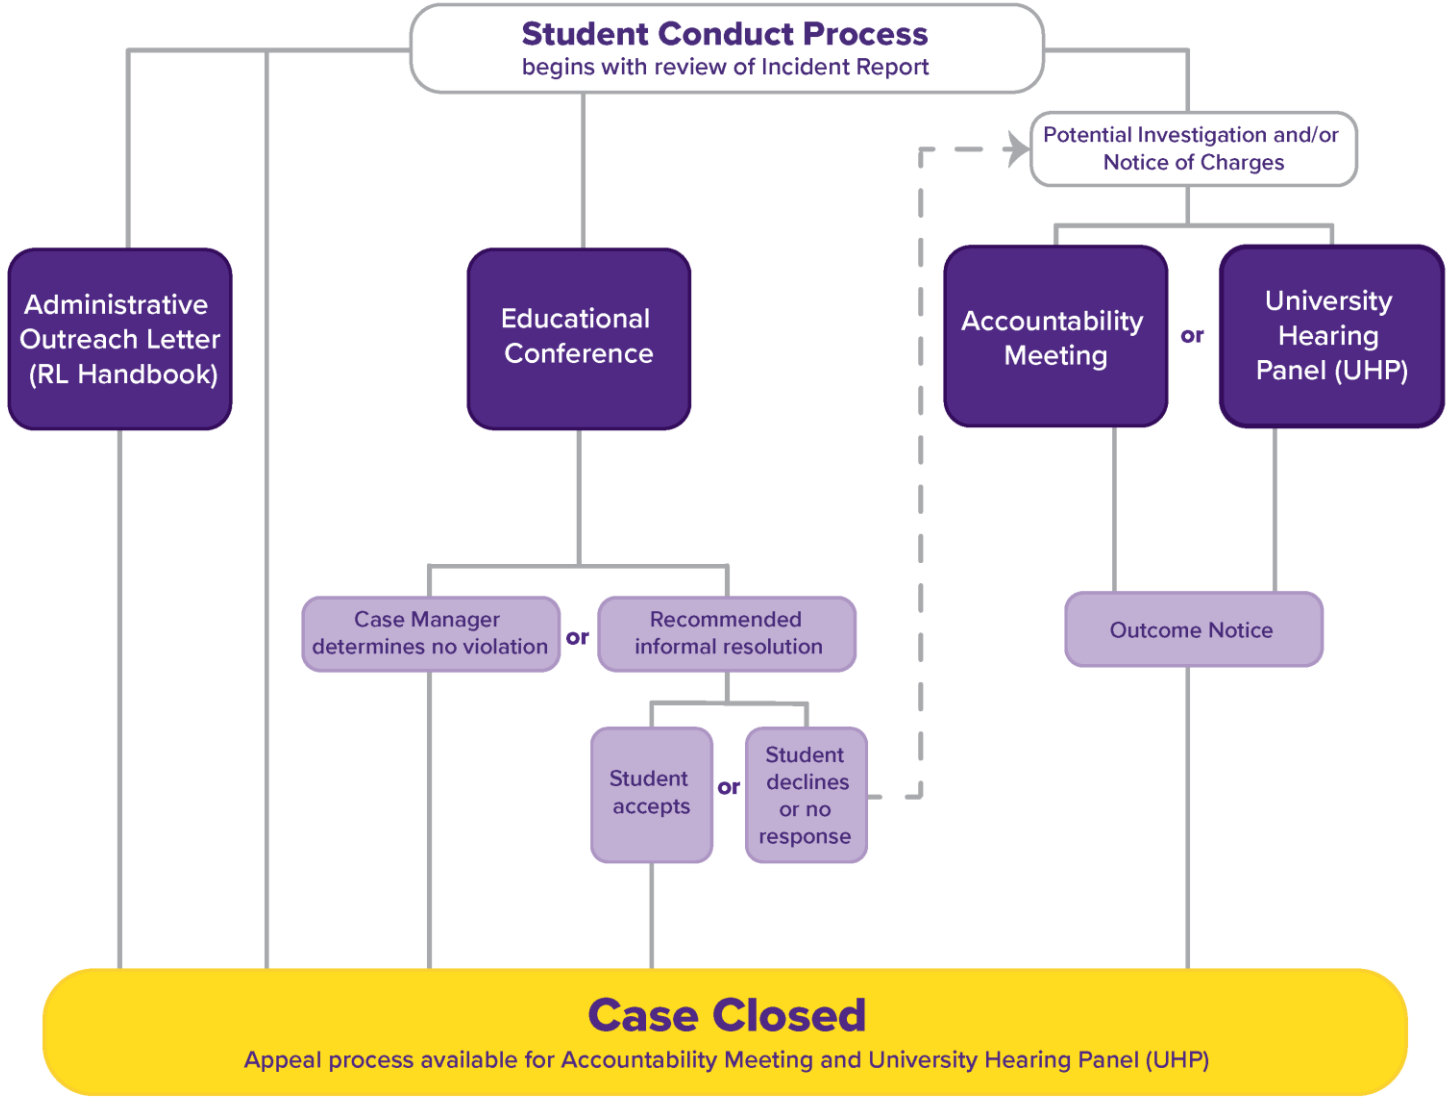 Student Conduct Process
begins with review of Incident Report
Potential Investigation and/or
Notice of Charges
Administrative
Outreach Letter
(RL Handbook)
Educational
Conference
Accountability
Meeting
or
University
Hearing
Panel (UHP)
Case Manager
determines no violation
or
Recommended
informal resolution
Outcome Notice
Student
accepts
or
Student
declines
or no
response
Case Closed
Appeal process available for Accountability Meeting and University Hearing Panel (UHP)